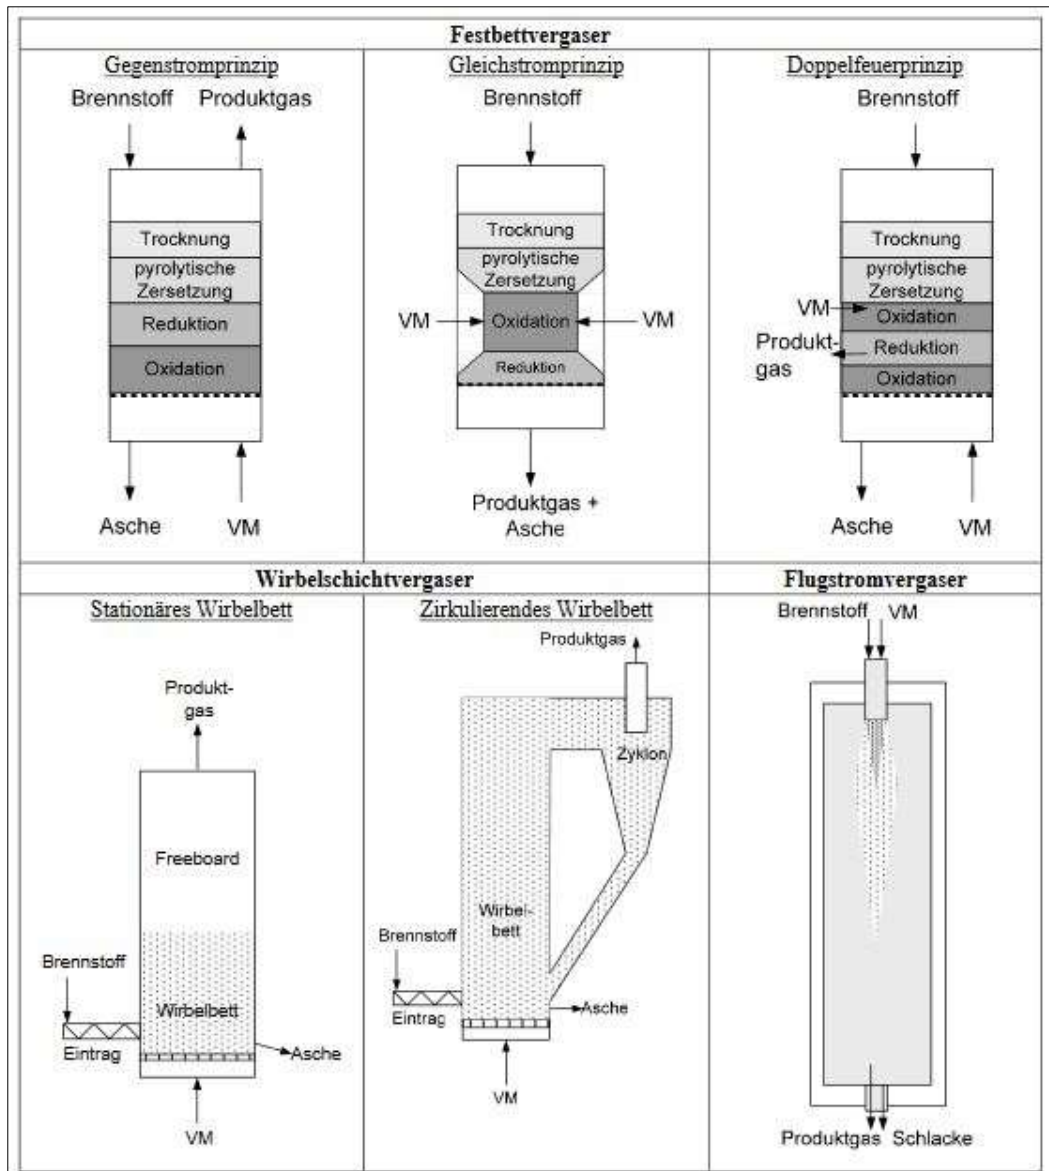 Festbettvergaser
Gegenstromprinzip
Brennstoff Produktgas
Trocknung
pyrolytische
Zersetzung
Reduktion
Oxidation
Asche VM
Gleichstromprinzip
Brennstoff
Trocknung
pyrolytische
Zersetzung
VM Oxidation VM
Reduktion
Produktgas +
Asche
Doppelfeuerprinzip
Brennstoff
Trocknung
pyrolytische
Zersetzung
VM
Oxidation
Produkt-
gas
Reduktion
Oxidation
Asche VM
Wirbelschichtvergaser
Stationäres Wirbelbett
Produkt-
gas
Freeboard
Brennstoff
Wirbelbett
Eintrag
Asche
VM
Zirkulierendes Wirbelbett
Produktgas
Zyklon
Wirbel-
bett
Brennstoff
Eintrag
Asche
VM
Flugstromvergaser
Brennstoff VM
Produktgas Schlacke